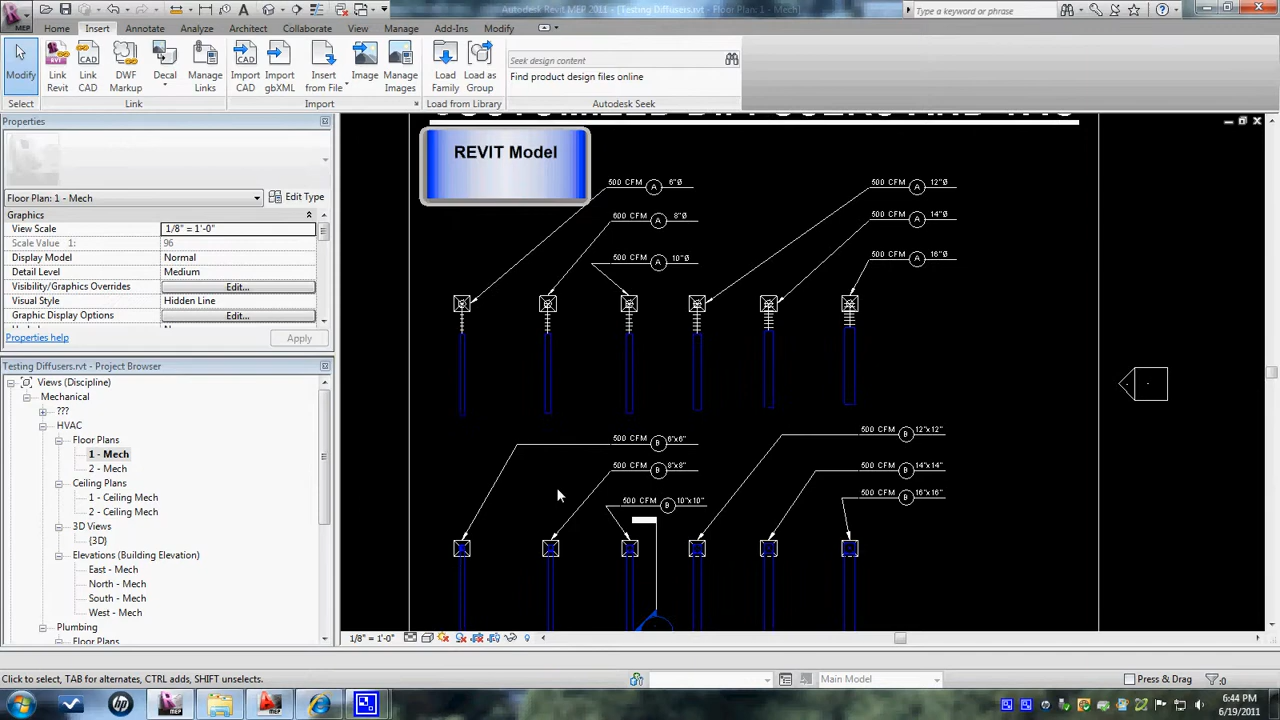 Autodesk Revit MEP 2011 - [Testing Diffusers.rvt - Floor Plan: 1 - Mech]
Type a keyword or phrase
MEP
Home Insert Annotate Analyze Architect Collaborate View Manage Add-Ins Modify
Modify
Link Revit
Link CAD
DWF Markup
Decal
Manage Links
Import CAD
Import gbXML
Insert from File
Image
Manage Images
Load Family
Load as Group
Seek design content
Find product design files online
Select
Link
Import
Load from Library
Autodesk Seek
Properties
Floor Plan: 1 - Mech
Edit Type
Graphics
View Scale 1/8" = 1'-0"
Scale Value 1: 96
Display Model Normal
Detail Level Medium
Visibility/Graphics Overrides Edit...
Visual Style Hidden Line
Graphic Display Options Edit...
Properties help
Apply
Testing Diffusers.rvt - Project Browser
Views (Discipline)
Mechanical
???
HVAC
Floor Plans
1 - Mech
2 - Mech
Ceiling Plans
1 - Ceiling Mech
2 - Ceiling Mech
3D Views
{3D}
Elevations (Building Elevation)
East - Mech
North - Mech
South - Mech
West - Mech
Plumbing
Floor Plans
REVIT Model
500 CFM A 6"Ø
600 CFM A 8"Ø
500 CFM A 10"Ø
500 CFM A 12"Ø
500 CFM A 14"Ø
500 CFM A 16"Ø
500 CFM B 6"x6"
500 CFM B 8"x8"
500 CFM B 10"x10"
500 CFM B 12"x12"
500 CFM B 14"x14"
500 CFM B 16"x16"
1/8" = 1'-0"
Click to select, TAB for alternates, CTRL adds, SHIFT unselects.
Main Model
Press & Drag
:0
6:44 PM
6/19/2011